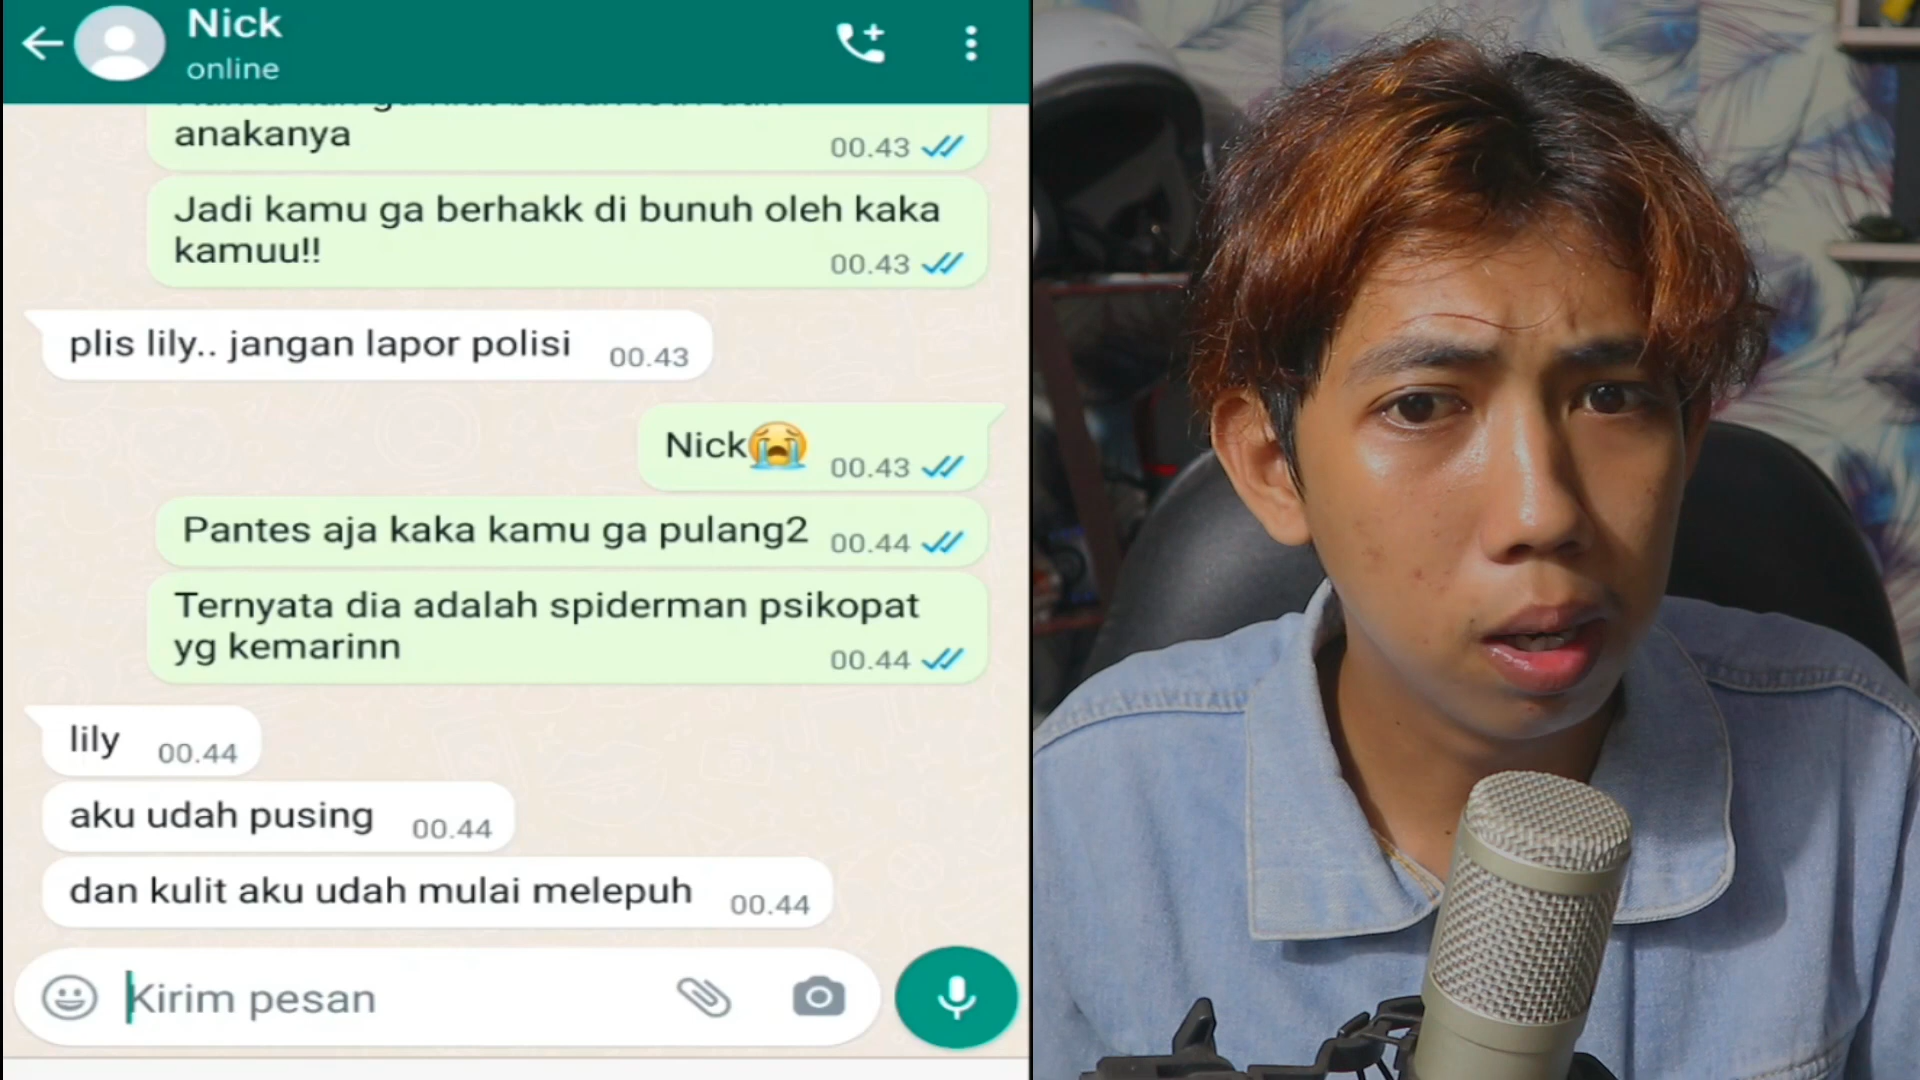 Nick
online
anakanya
00.43
Jadi kamu ga berhakk di bunuh oleh kaka
kamuu!!
00.43
plis lily.. jangan lapor polisi 00.43
Nick😭 00.43
Pantes aja kaka kamu ga pulang2 00.44
Ternyata dia adalah spiderman psikopat
yg kemarinn
00.44
lily 00.44
aku udah pusing 00.44
dan kulit aku udah mulai melepuh 00.44
Kirim pesan